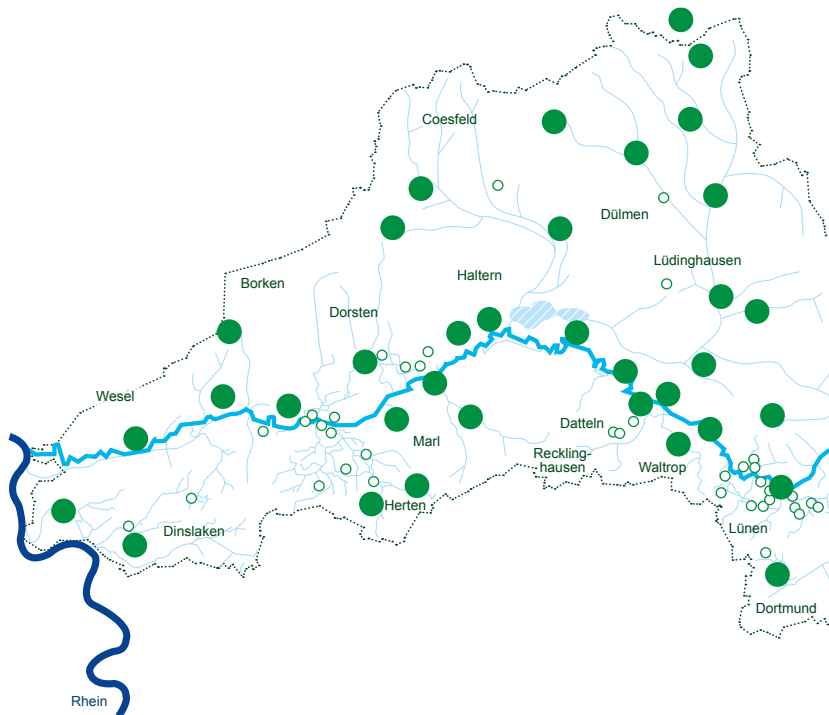 Coesfeld
Dülmen
Lüdinghausen
Haltern
Borken
Dorsten
Wesel
Datteln
Marl
Reckling-
hausen
Waltrop
Herten
Lünen
Dinslaken
Dortmund
Rhein